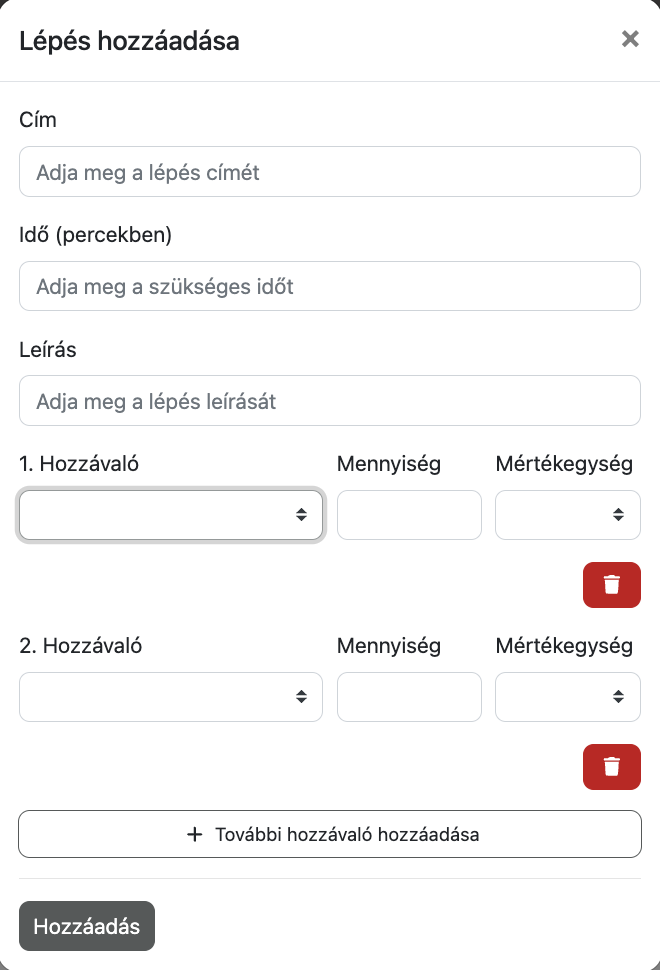 Lépés hozzáadása
Cím
Adja meg a lépés címét
Idő (percekben)
Adja meg a szükséges időt
Leírás
Adja meg a lépés leírását
1. Hozzávaló Mennyiség Mértékegység
2. Hozzávaló Mennyiség Mértékegység
További hozzávaló hozzáadása
Hozzáadás